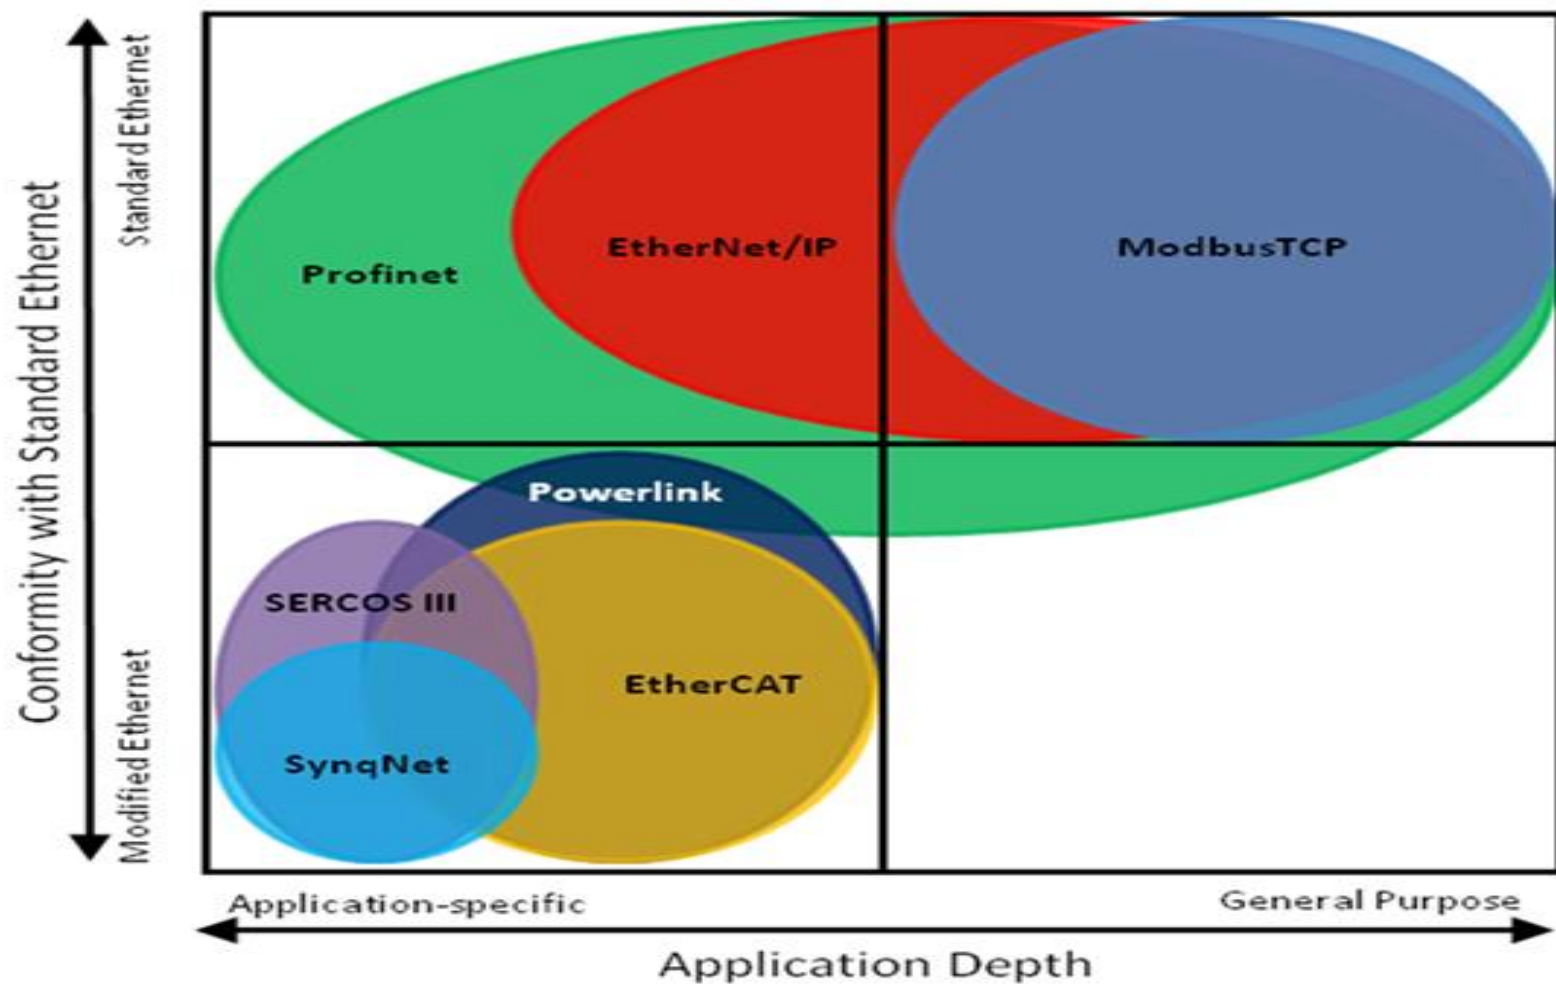 Conformity with Standard Ethernet
Standard Ethernet
Modified Ethernet
Profinet
EtherNet/IP
ModbusTCP
Powerlink
SERCOS III
EtherCAT
SynqNet
Application-specific
General Purpose
Application Depth